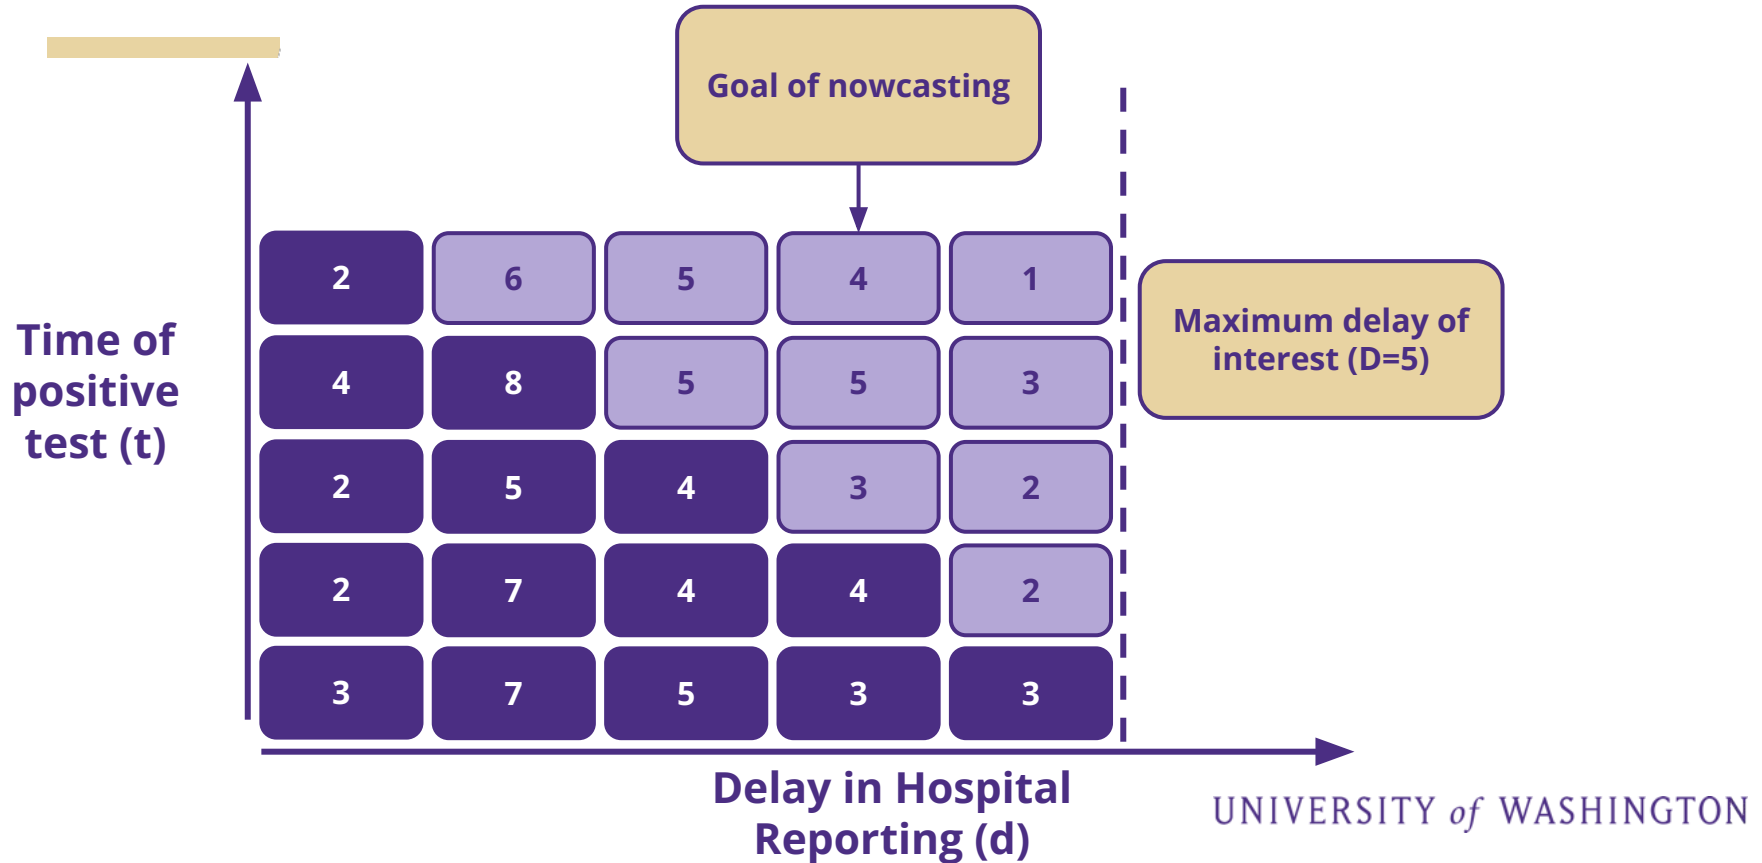 Goal of nowcasting
2 6 5 4 1
4 8 5 5 3
2 5 4 3 2
2 7 4 4 2
3 7 5 3 3
Time of
positive
test (t)
Maximum delay of
interest (D=5)
Delay in Hospital
Reporting (d)
UNIVERSITY of WASHINGTON